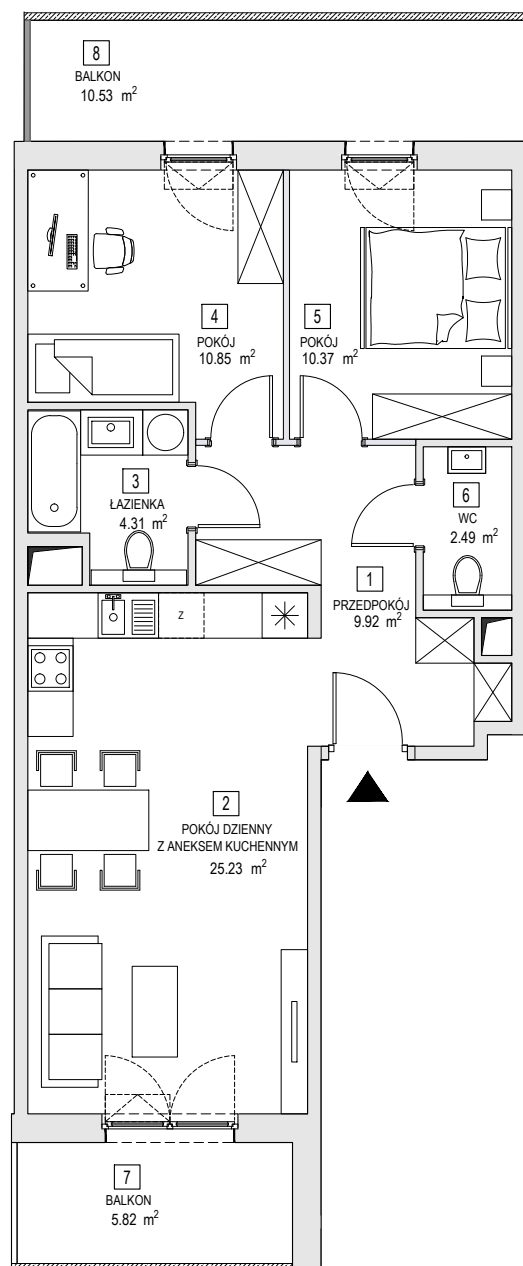 8
BALKON
10.53 m²
4
POKÓJ
10.85 m²
5
POKÓJ
10.37 m²
3
ŁAZIENKA
4.31 m²
6
WC
2.49 m²
1
PRZEDPOKÓJ
9.92 m²
Z
2
POKÓJ DZIENNY
Z ANEKSEM KUCHENNYM
25.23 m²
7
BALKON
5.82 m²